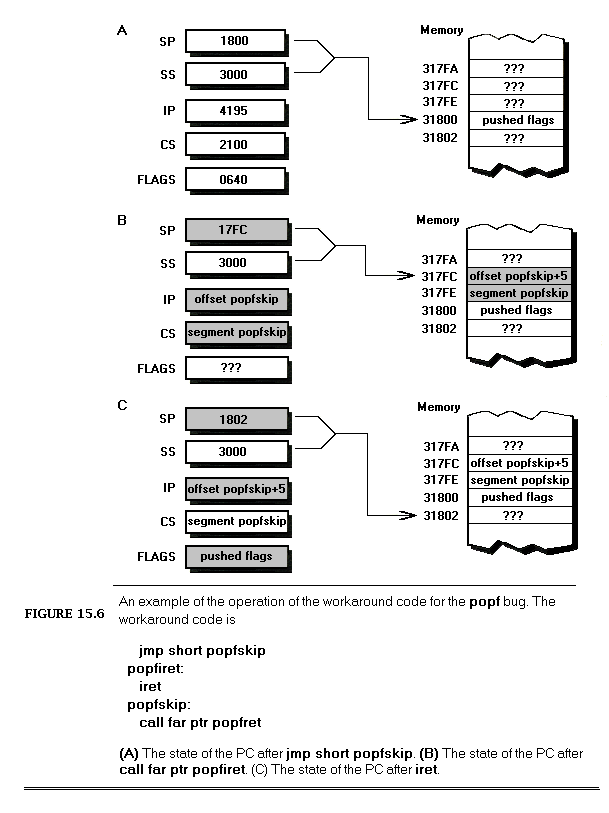 A
Memory
SP 1800
SS 3000
IP 4195
CS 2100
FLAGS 0640
317FA ???
317FC ???
317FE ???
31800 pushed flags
31802 ???
B
Memory
SP 17FC
SS 3000
IP offset popfskip
CS segment popfskip
FLAGS ???
317FA ???
317FC offset popfskip+5
317FE segment popfskip
31800 pushed flags
31802 ???
C
Memory
SP 1802
SS 3000
IP offset popfskip+5
CS segment popfskip
FLAGS pushed flags
317FA ???
317FC offset popfskip+5
317FE segment popfskip
31800 pushed flags
31802 ???
FIGURE 15.6
An example of the operation of the workaround code for the popf bug. The
workaround code is
jmp short popfskip
popfiret:
iret
popfskip:
call far ptr popfret
(A) The state of the PC after jmp short popfskip. (B) The state of the PC after
call far ptr popfiret. (C) The state of the PC after iret.